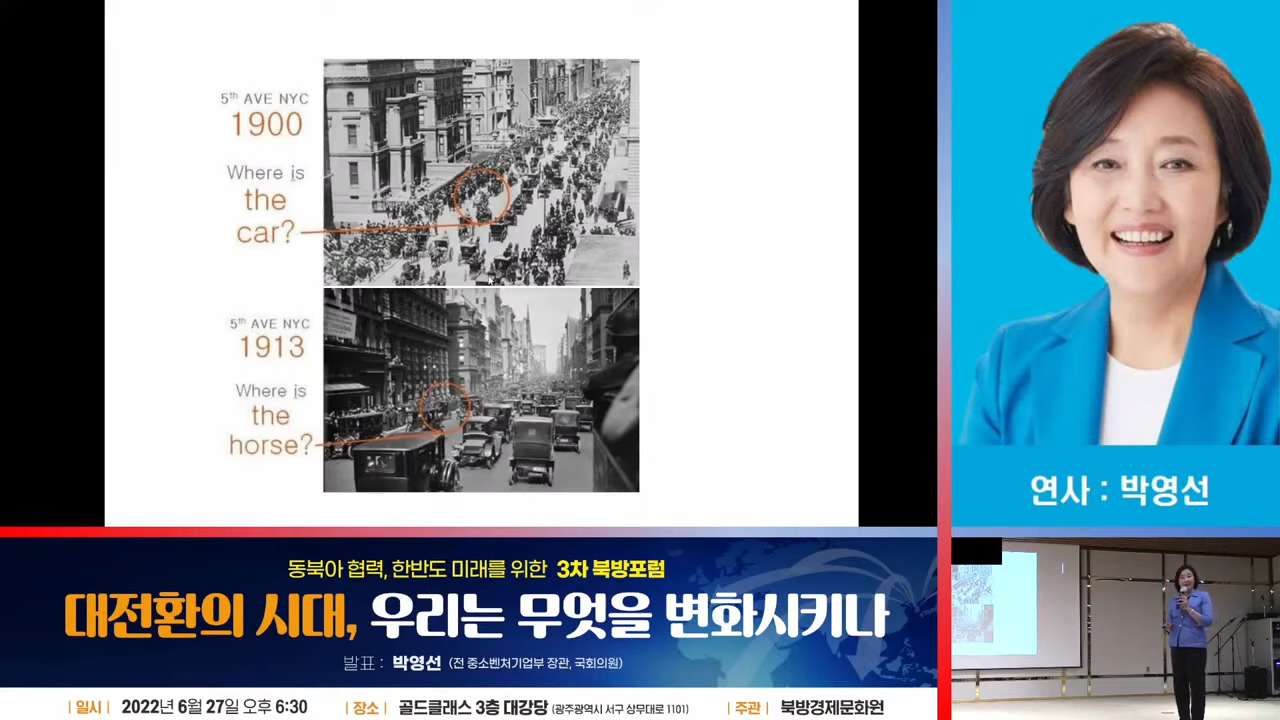 5th AVE NYC
1900
Where is
the
car?
5th AVE NYC
1913
Where is
the
horse?
연사 : 박영선
동북아 협력, 한반도 미래를 위한 3차 북방포럼
대전환의 시대, 우리는 무엇을 변화시키나
발표 : 박영선 (전 중소벤처기업부 장관, 국회의원)
| 일시 | 2022년 6월 27일 오후 6:30 | 장소 | 골드클래스 3층 대강당 (광주광역시 서구 상무대로 1101) | 주관 | 북방경제문화원